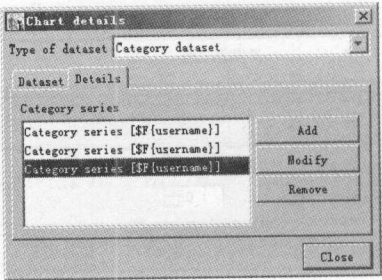 Chart details
Type of dataset Category dataset
Dataset Details
Category series
Category series [$F{username}]
Category series [$F{username}]
Category series [$F{username}]
Add
Modify
Remove
Close